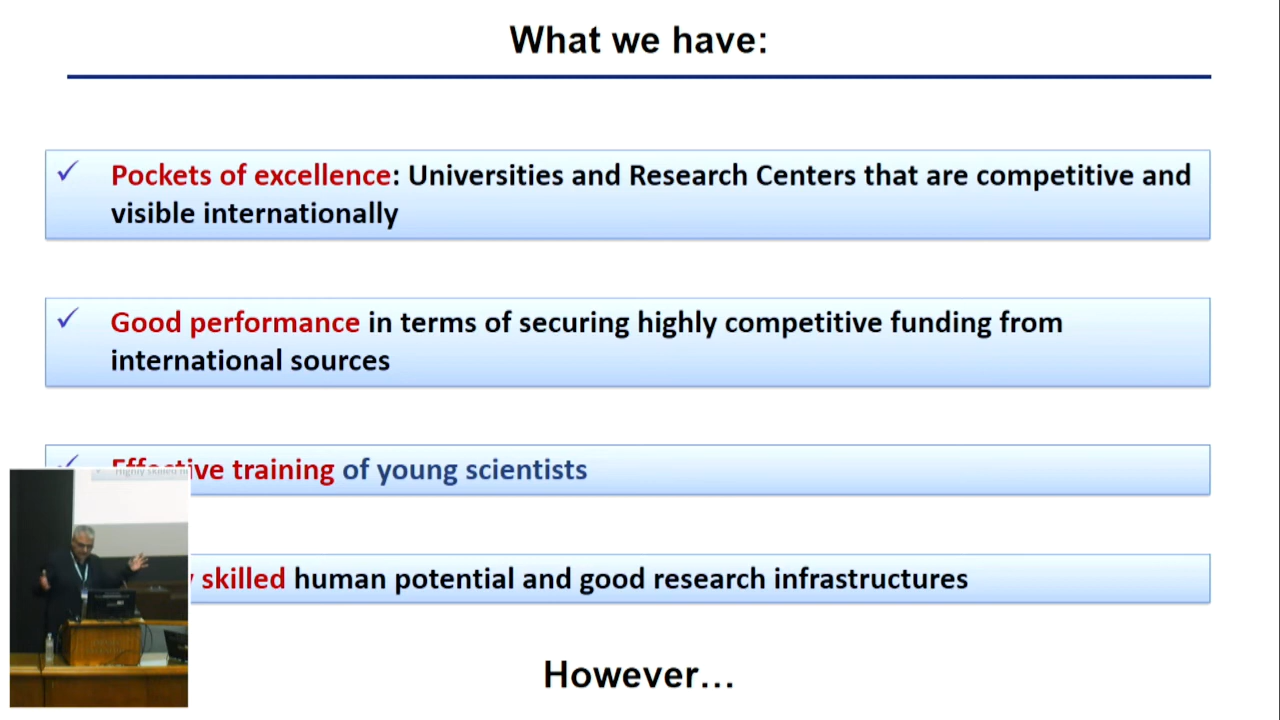 What we have:
✓ Pockets of excellence: Universities and Research Centers that are competitive and
visible internationally
✓ Good performance in terms of securing highly competitive funding from
international sources
✓ Effective training of young scientists
skilled human potential and good research infrastructures
Highly skilled
However…